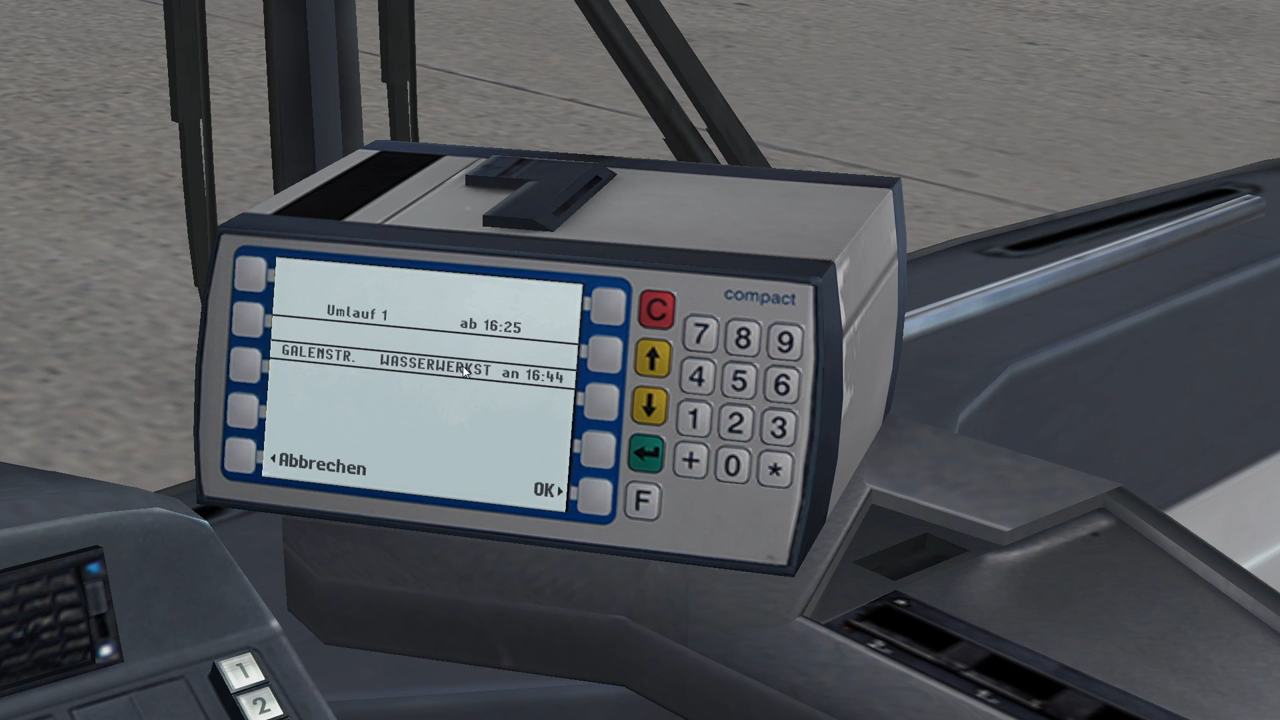 Umlauf 1 ab 16:25
GALENSTR. WASSERWERKST an 16:44
◂Abbrechen
OK▸
compact
C
7 8 9
4 5 6
1 2 3
+ 0 *
F
1
2